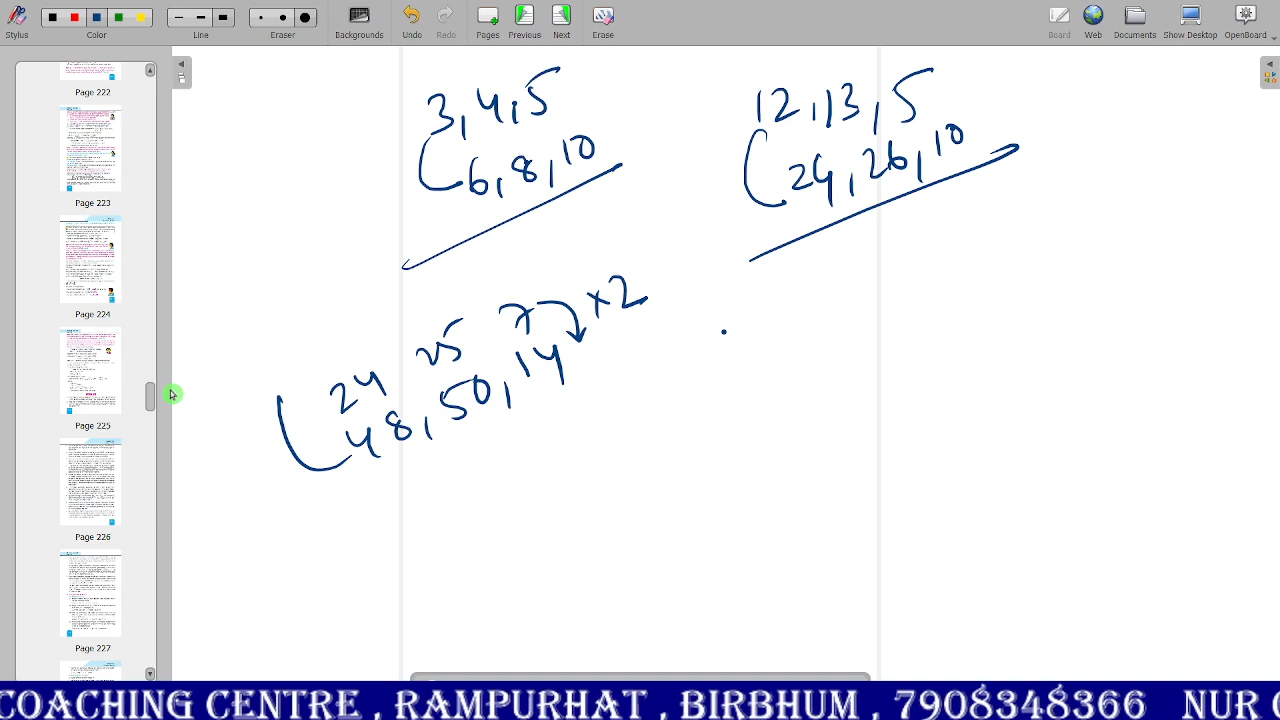 Stylus Color Line Eraser Backgrounds Undo Redo Pages Previous Next Erase Board Web Documents Show Desktop OpenBoard
Page 222
Page 223
Page 224
Page 225
Page 226
Page 227
3, 4, 5
6, 8, 10
12, 13, 5
24, 26, 10
24 25 7 ×2
48, 50, 14
COACHING CENTRE , RAMPURHAT , BIRBHUM , 7908348366 NUR